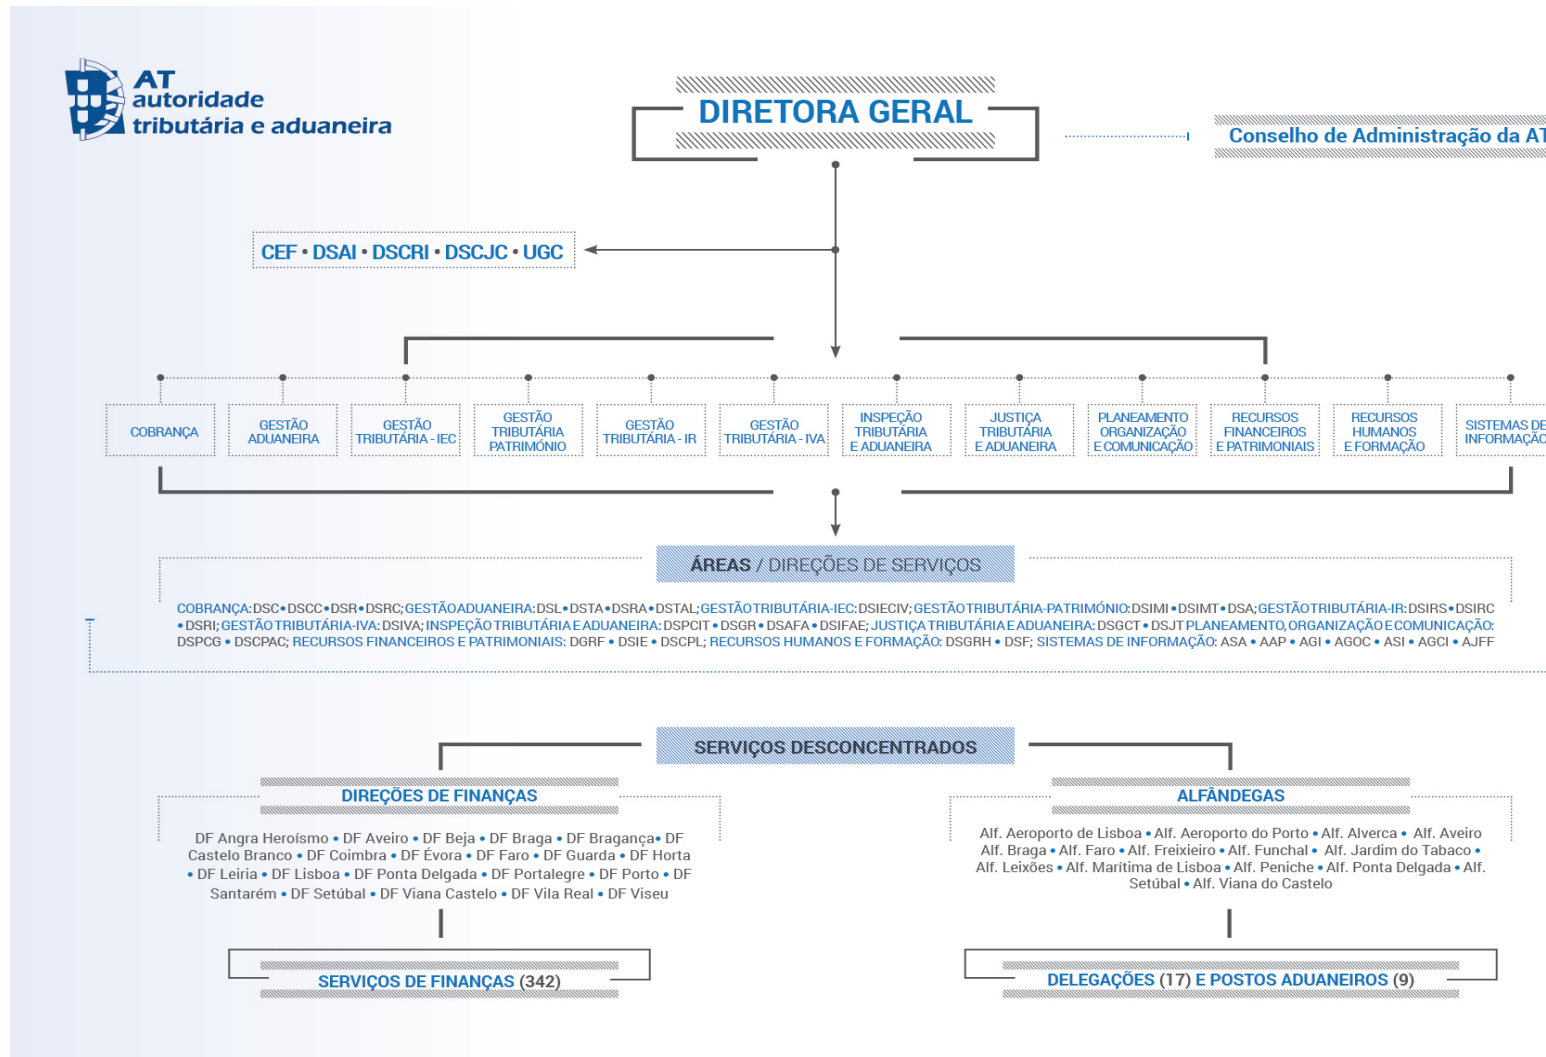 AT
autoridade
tributária e aduaneira
DIRETORA GERAL
Conselho de Administração da AT
CEF • DSAI • DSCRI • DSCJC • UGC
COBRANÇA
GESTÃO
ADUANEIRA
GESTÃO
TRIBUTÁRIA - IEC
GESTÃO
TRIBUTÁRIA
PATRIMÓNIO
GESTÃO
TRIBUTÁRIA - IR
GESTÃO
TRIBUTÁRIA - IVA
INSPEÇÃO
TRIBUTÁRIA
E ADUANEIRA
JUSTIÇA
TRIBUTÁRIA
E ADUANEIRA
PLANEAMENTO
ORGANIZAÇÃO
E COMUNICAÇÃO
RECURSOS
FINANCEIROS
E PATRIMONIAIS
RECURSOS
HUMANOS
E FORMAÇÃO
SISTEMAS DE
INFORMAÇÃO
ÁREAS / DIREÇÕES DE SERVIÇOS
COBRANÇA: DSC • DSCC • DSR • DSRC; GESTÃO ADUANEIRA: DSL • DSTA • DSRA • DSTAL; GESTÃO TRIBUTÁRIA-IEC: DSIECIV; GESTÃO TRIBUTÁRIA-PATRIMÓNIO: DSIMI • DSIMT • DSA; GESTÃO TRIBUTÁRIA-IR: DSIRS • DSIRC
• DSRI; GESTÃO TRIBUTÁRIA-IVA: DSIVA; INSPEÇÃO TRIBUTÁRIA E ADUANEIRA: DSPCIT • DSGR • DSAFA • DSIFAE; JUSTIÇA TRIBUTÁRIA E ADUANEIRA: DSGCT • DSJT PLANEAMENTO, ORGANIZAÇÃO E COMUNICAÇÃO:
DSPCG • DSCPAC; RECURSOS FINANCEIROS E PATRIMONIAIS: DGRF • DSIE • DSCPL; RECURSOS HUMANOS E FORMAÇÃO: DSGRH • DSF; SISTEMAS DE INFORMAÇÃO: ASA • AAP • AGI • AGOC • ASI • AGCI • AJFF
SERVIÇOS DESCONCENTRADOS
DIREÇÕES DE FINANÇAS
DF Angra Heroísmo • DF Aveiro • DF Beja • DF Braga • DF Bragança • DF
Castelo Branco • DF Coimbra • DF Évora • DF Faro • DF Guarda • DF Horta
• DF Leiria • DF Lisboa • DF Ponta Delgada • DF Portalegre • DF Porto • DF
Santarém • DF Setúbal • DF Viana Castelo • DF Vila Real • DF Viseu
SERVIÇOS DE FINANÇAS (342)
ALFÂNDEGAS
Alf. Aeroporto de Lisboa • Alf. Aeroporto do Porto • Alf. Alverca • Alf. Aveiro
Alf. Braga • Alf. Faro • Alf. Freixieiro • Alf. Funchal • Alf. Jardim do Tabaco •
Alf. Leixões • Alf. Marítima de Lisboa • Alf. Peniche • Alf. Ponta Delgada • Alf.
Setúbal • Alf. Viana do Castelo
DELEGAÇÕES (17) E POSTOS ADUANEIROS (9)